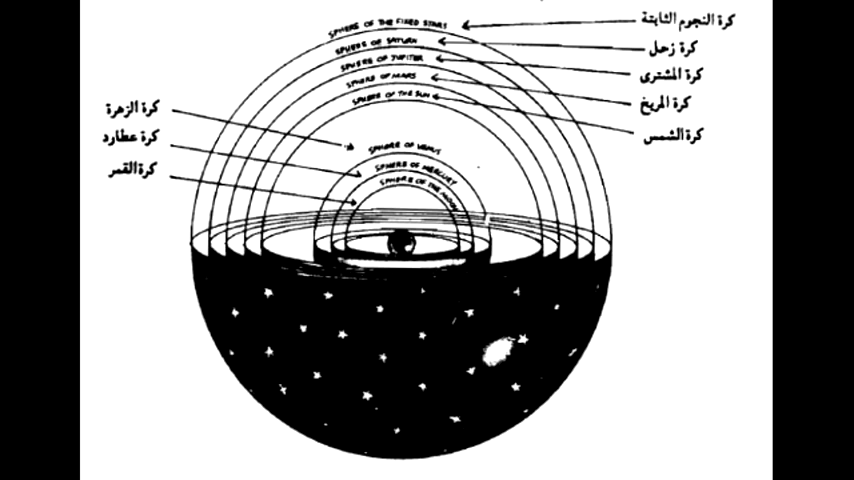 SPHERE OF THE FIXED STARS
SPHERE OF SATURN
SPHERE OF JUPITER
SPHERE OF MARS
SPHERE OF THE SUN
SPHERE OF VENUS
SPHERE OF MERCURY
SPHERE OF THE MOON
كرة النجوم الثابتة
كرة زحل
كرة المشترى
كرة المريخ
كرة الشمس
كرة الزهرة
كرة عطارد
كرة القمر